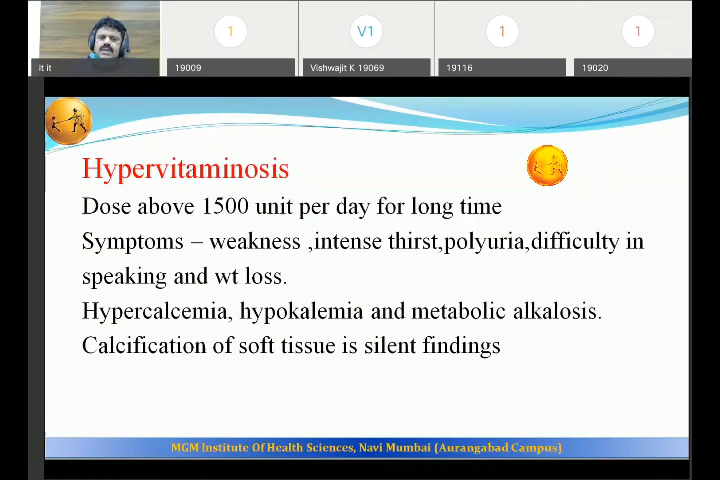 1
V1
1
1
it it
19009
Vishwajit K 19069
19116
19020
Hypervitaminosis
Dose above 1500 unit per day for long time
Symptoms – weakness ,intense thirst,polyuria,difficulty in
speaking and wt loss.
Hypercalcemia, hypokalemia and metabolic alkalosis.
Calcification of soft tissue is silent findings
MGM Institute Of Health Sciences, Navi Mumbai (Aurangabad Campus)